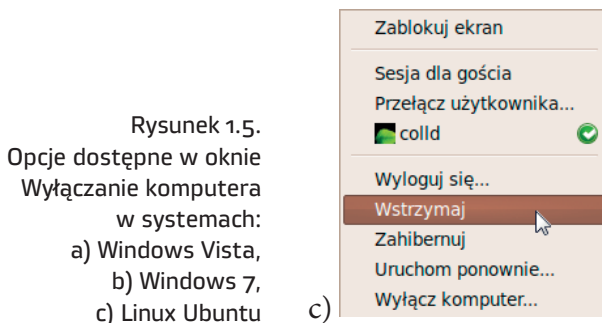 Rysunek 1.5.
Opcje dostępne w oknie
Wyłączanie komputera
w systemach:
a) Windows Vista,
b) Windows 7,
c) Linux Ubuntu
c)
Zablokuj ekran
Sesja dla gościa
Przełącz użytkownika...
colld
Wyloguj się...
Wstrzymaj
Zahibernuj
Uruchom ponownie...
Wyłącz komputer...